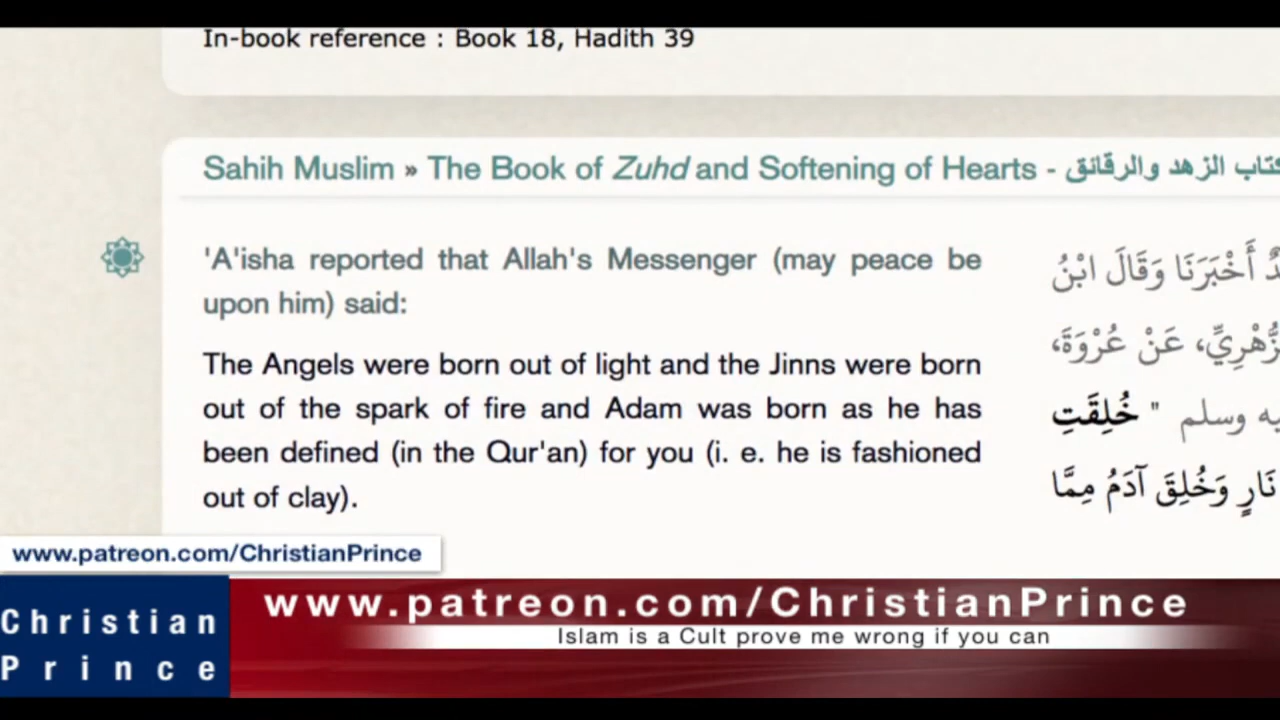 In-book reference : Book 18, Hadith 39
Sahih Muslim » The Book of Zuhd and Softening of Hearts - كتاب الزهد والرقائق
'A'isha reported that Allah's Messenger (may peace be
upon him) said:
The Angels were born out of light and the Jinns were born
out of the spark of fire and Adam was born as he has
been defined (in the Qur'an) for you (i. e. he is fashioned
out of clay).
أَخْبَرَنَا وَقَالَ ابْنُ
عَنْ عُرْوَةَ،
وسلم " خُلِقَتِ
نَارٍ وَخُلِقَ آدَمُ مِمَّا
www.patreon.com/ChristianPrince
Christian
Prince
www.patreon.com/ChristianPrince
Islam is a Cult prove me wrong if you can